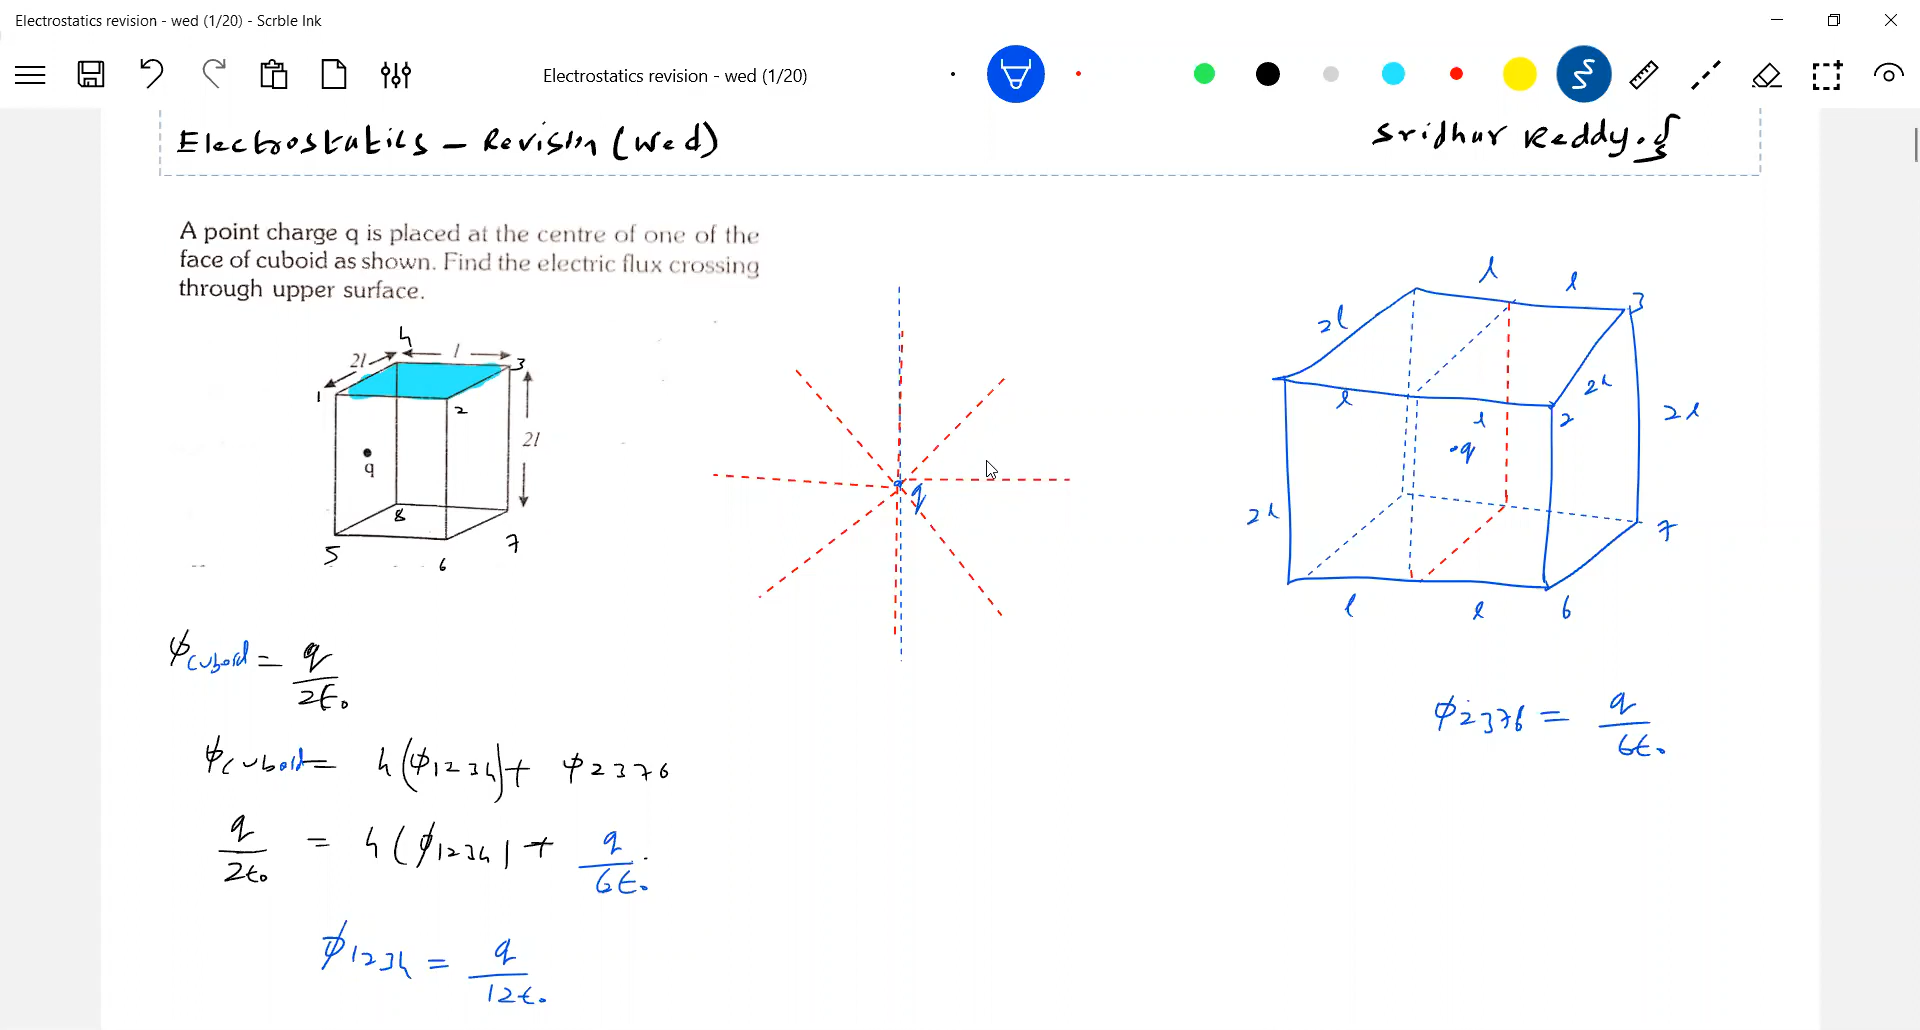 Electrostatics revision - wed (1/20) - Scrble Ink
Electrostatics revision - wed (1/20)
Electrostatics - Revision (Wed)
Sridhar Reddy.g
A point charge q is placed at the centre of one of the
face of cuboid as shown. Find the electric flux crossing
through upper surface.
4
2l l
1 3
2
2l
q
8
5 7
6
q
l l
3
2l
2l
l
l 2
2l
q
2l
7
l l 6
ϕcuboid = q/2ε₀
ϕ2376 = q/6ε₀
ϕcuboid = 4(ϕ1234) + ϕ2376
q/2ε₀ = 4(ϕ1234) + q/6ε₀
ϕ1234 = q/12ε₀